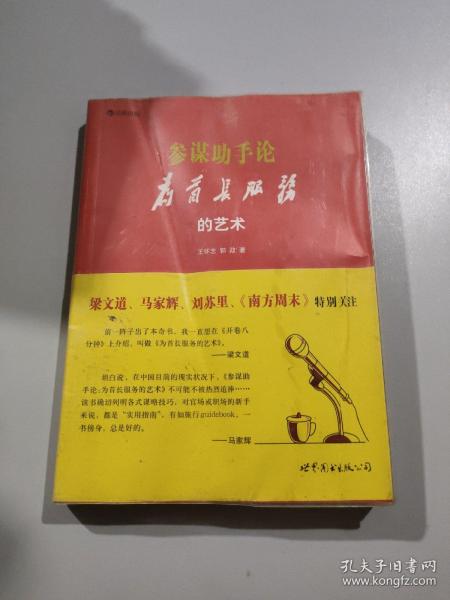 参谋助手论
为首长服务
的艺术
王怀志 郭政 著
梁文道、马家辉、刘苏里、《南方周末》特别关注
前一阵子出了本奇书，我一直想在《开卷八
分钟》上介绍，叫做《为首长服务的艺术》。
——梁文道
坦白说，在中国目前的现实状况下，《参谋助
手论：为首长服务的艺术》不可能不被热烈追捧……
该书确切列明各式谋略技巧，对官场或职场的新手
来说，都是“实用指南”，有如旅行guidebook，一
书傍身，总是好的。
——马家辉
世界图书出版公司
孔夫子旧书网
www.kongfz.com